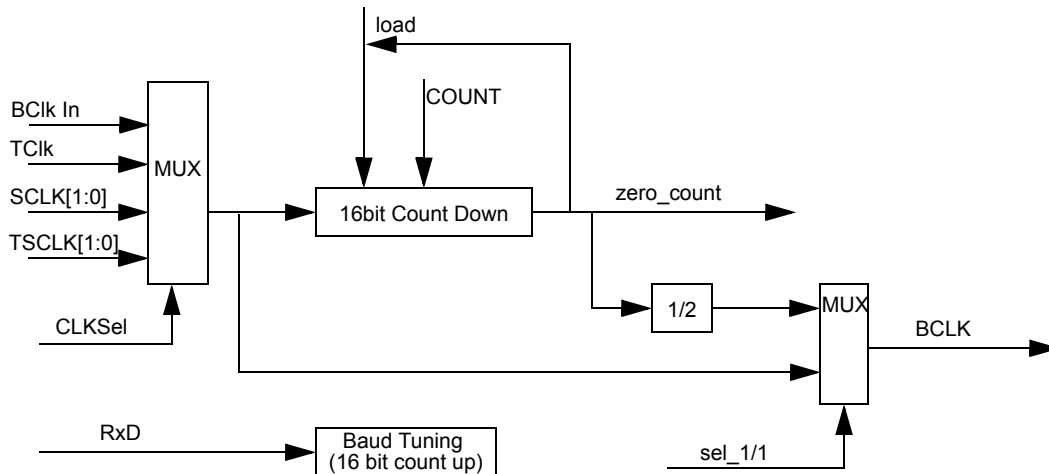 load
COUNT
BClk In
TClk
SCLK[1:0]
TSCLK[1:0]
MUX
16bit Count Down
zero_count
CLKSel
1/2
MUX
BCLK
RxD
Baud Tuning
(16 bit count up)
sel_1/1